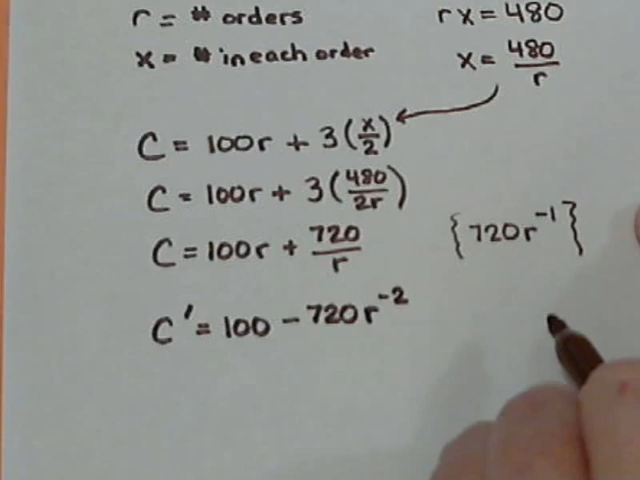 r = # orders
rx = 480
x = # in each order
x = 480/r
C = 100r + 3(x/2)
C = 100r + 3(480/2r)
C = 100r + 720/r
{720r⁻¹}
C' = 100 - 720r⁻²